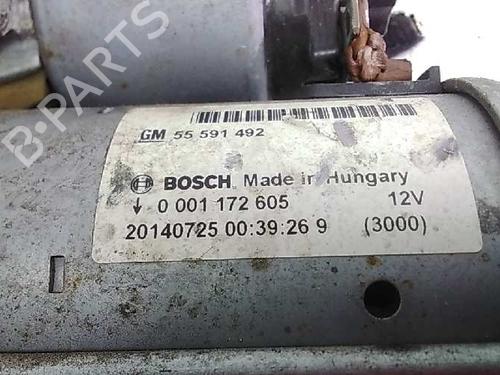 GM 55 591 492
BOSCH Made in Hungary
0 001 172 605 12V
20140725 00:39:26 9 (3000)
B-PARTS